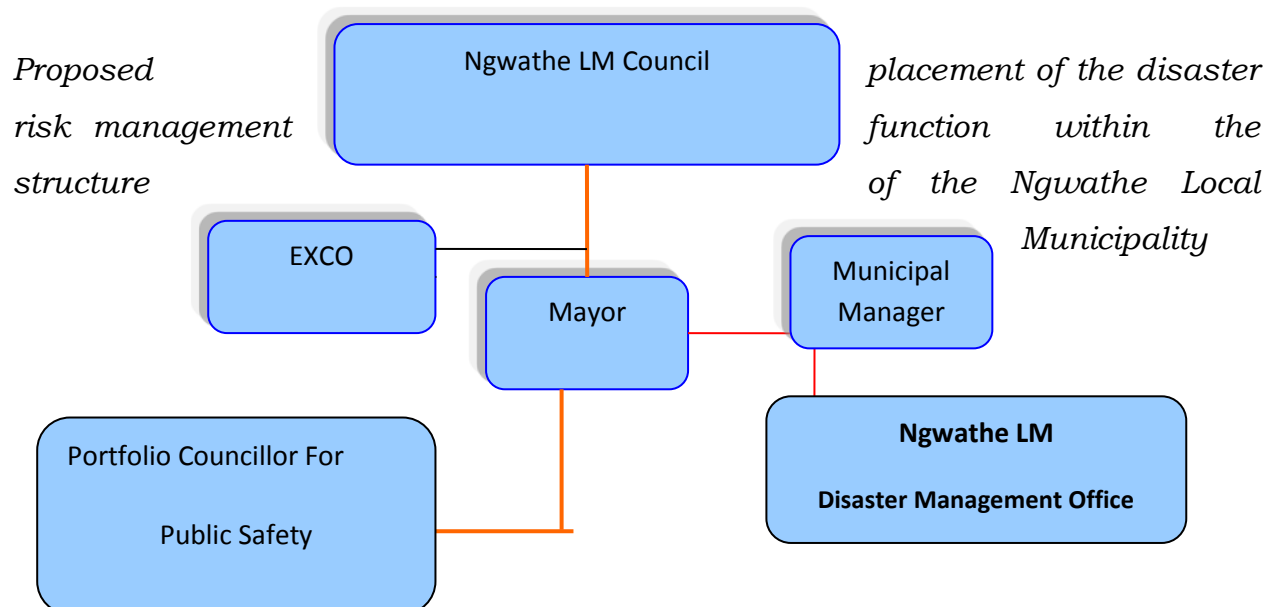 Proposed placement of the disaster
risk management function within the
structure of the Ngwathe Local
Municipality
Ngwathe LM Council
EXCO
Mayor
Municipal
Manager
Portfolio Councillor For
Public Safety
Ngwathe LM
Disaster Management Office